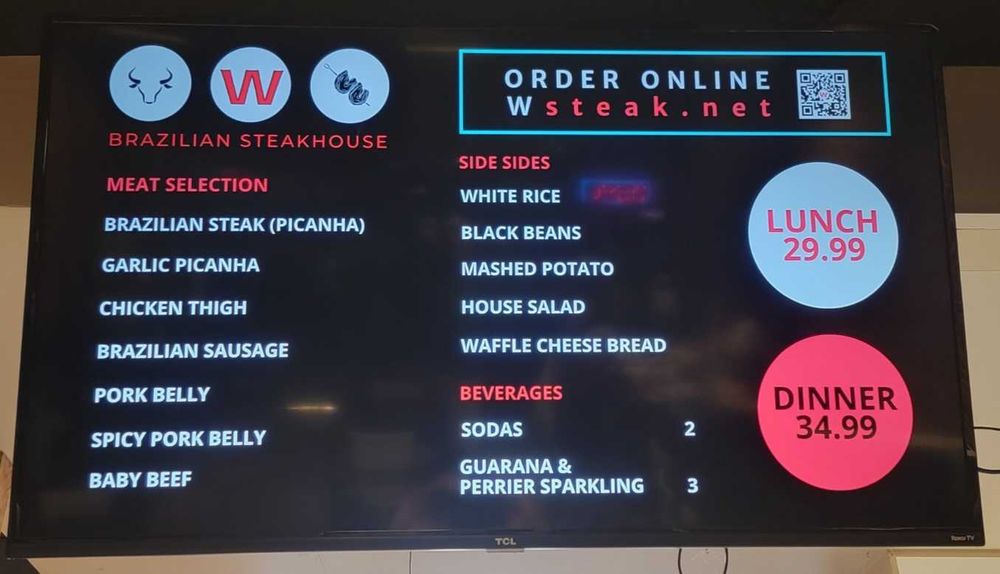 W
BRAZILIAN STEAKHOUSE
ORDER ONLINE
Wsteak.net
MEAT SELECTION
BRAZILIAN STEAK (PICANHA)
GARLIC PICANHA
CHICKEN THIGH
BRAZILIAN SAUSAGE
PORK BELLY
SPICY PORK BELLY
BABY BEEF
SIDE SIDES
WHITE RICE
BLACK BEANS
MASHED POTATO
HOUSE SALAD
WAFFLE CHEESE BREAD
BEVERAGES
SODAS 2
GUARANA &
PERRIER SPARKLING 3
LUNCH
29.99
DINNER
34.99
TCL
Roku TV